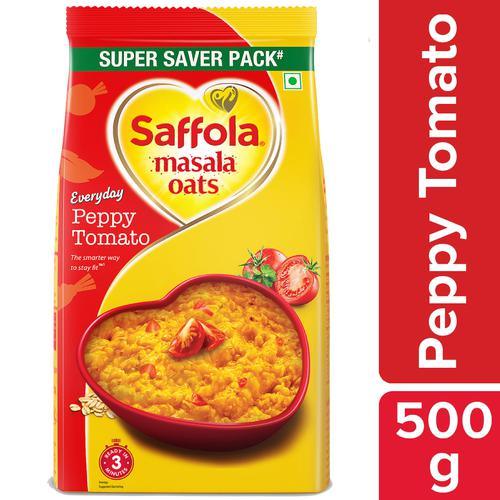 SUPER SAVER PACK#
Saffola®
masala
oats
Everyday
Peppy
Tomato
The smarter way
to stay fit™
READY IN
3
MINUTES
Peppy Tomato
500
g